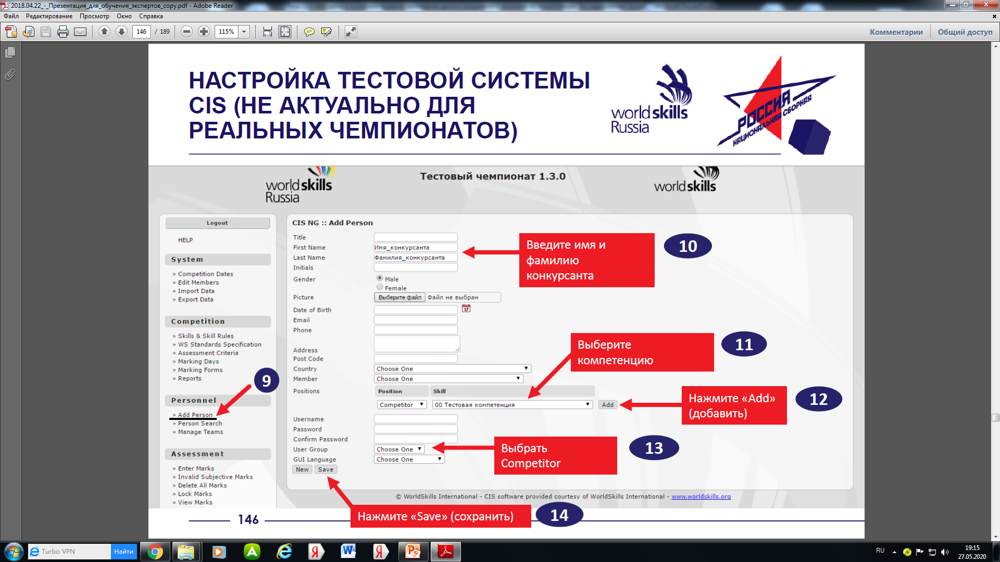 2018.04.22_-_Презентация_для_обучения_экспертов_copy.pdf - Adobe Reader
Файл Редактирование Просмотр Окно Справка
146 / 189 115% Комментарии Общий доступ
НАСТРОЙКА ТЕСТОВОЙ СИСТЕМЫ
CIS (НЕ АКТУАЛЬНО ДЛЯ
РЕАЛЬНЫХ ЧЕМПИОНАТОВ)
worldskills
Russia
РОССИЯ
НАЦИОНАЛЬНАЯ СБОРНАЯ
worldskills
Russia
Тестовый чемпионат 1.3.0
worldskills
Logout
HELP
System
» Competition Dates
» Edit Members
» Import Data
» Export Data
Competition
» Skills & Skill Rules
» WS Standards Specification
» Assessment Criteria
» Marking Days
» Marking Forms
» Reports
9
Personnel
» Add Person
» Person Search
» Manage Teams
Assessment
» Enter Marks
» Invalid Subjective Marks
» Delete All Marks
» Lock Marks
» View Marks
CIS NG :: Add Person
Title
First Name Имя_конкурсанта
Last Name Фамилия_конкурсанта
Initials
Gender Male
Female
Picture Выберите файл Файл не выбран
Date of Birth 17
Email
Phone
Address
Post Code
Country Choose One
Member Choose One
Positions Position Skill
Competitor 00 Тестовая компетенция Add
Username
Password
Confirm Password
User Group Choose One
GUI Language Choose One
New Save
Введите имя и
фамилию
конкурсанта
10
Выберите
компетенцию
11
Нажмите «Add»
(добавить)
12
Выбрать
Competitor
13
© WorldSkills International - CIS software provided courtesy of WorldSkills International - www.worldskills.org
Нажмите «Save» (сохранить)
14
146
Turbo VPN Найти
RU
19:15
27.05.2020